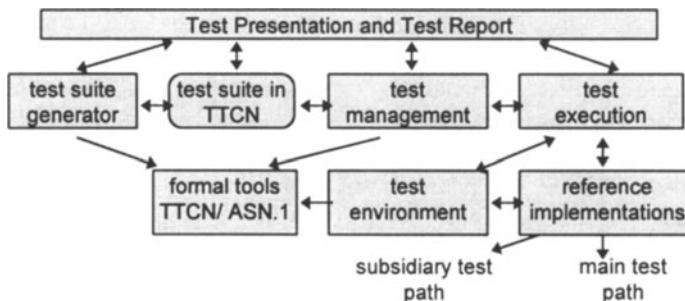 Test Presentation and Test Report
test suite
generator
test suite in
TTCN
test
management
test
execution
formal tools
TTCN/ ASN.1
test
environment
reference
implementations
subsidiary test
path
main test
path